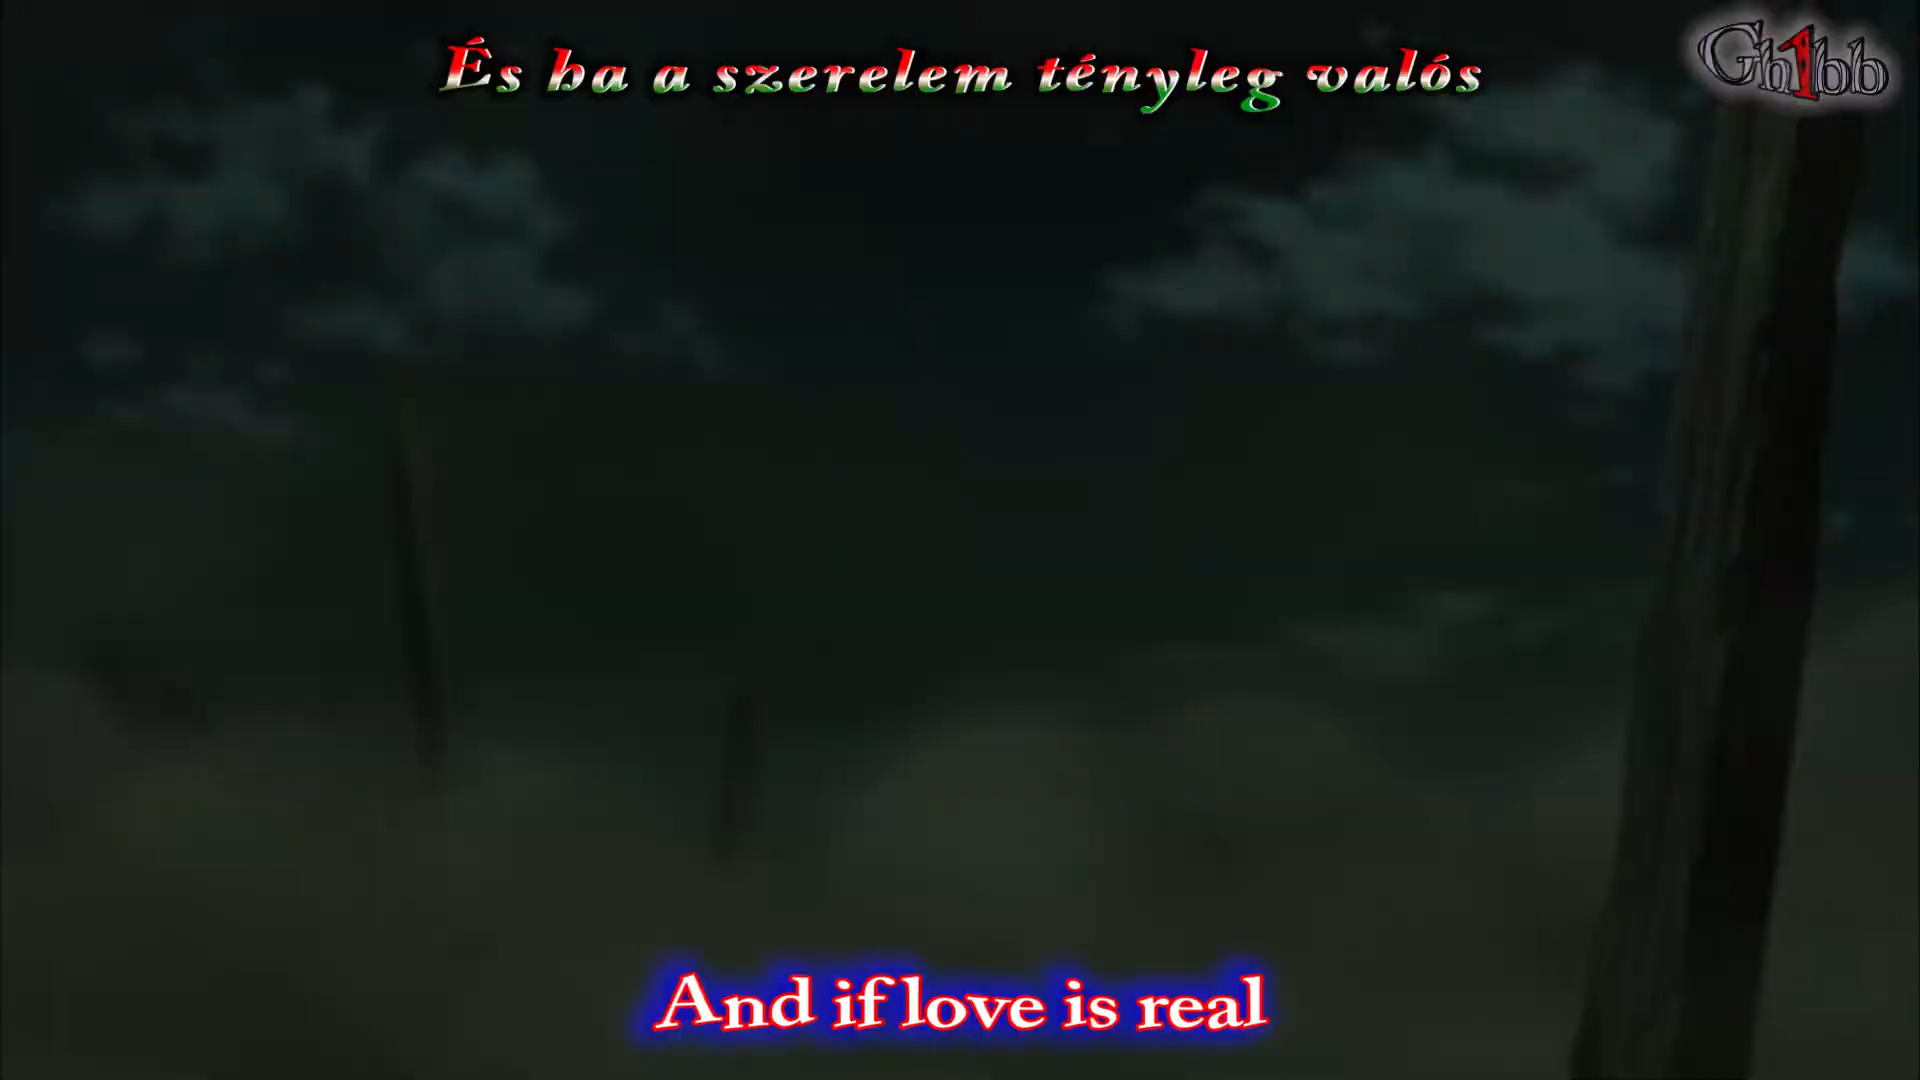 És ha a szerelem tényleg valós
Gh1bb
And if love is real